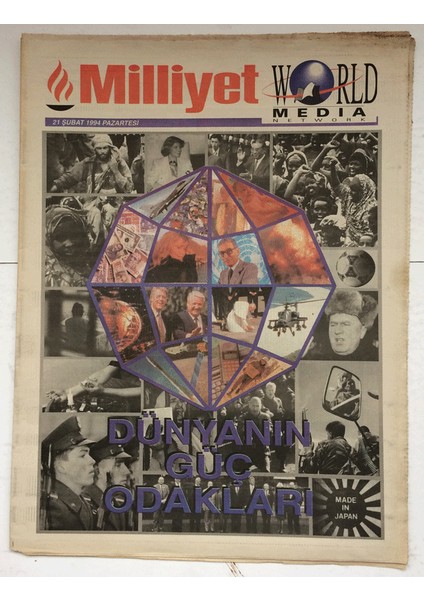 Milliyet
WORLD
MEDIA
NETWORK
21 ŞUBAT 1994 PAZARTESİ
DÜNYANIN
GÜÇ
ODAKLARI
MADE
IN
JAPAN